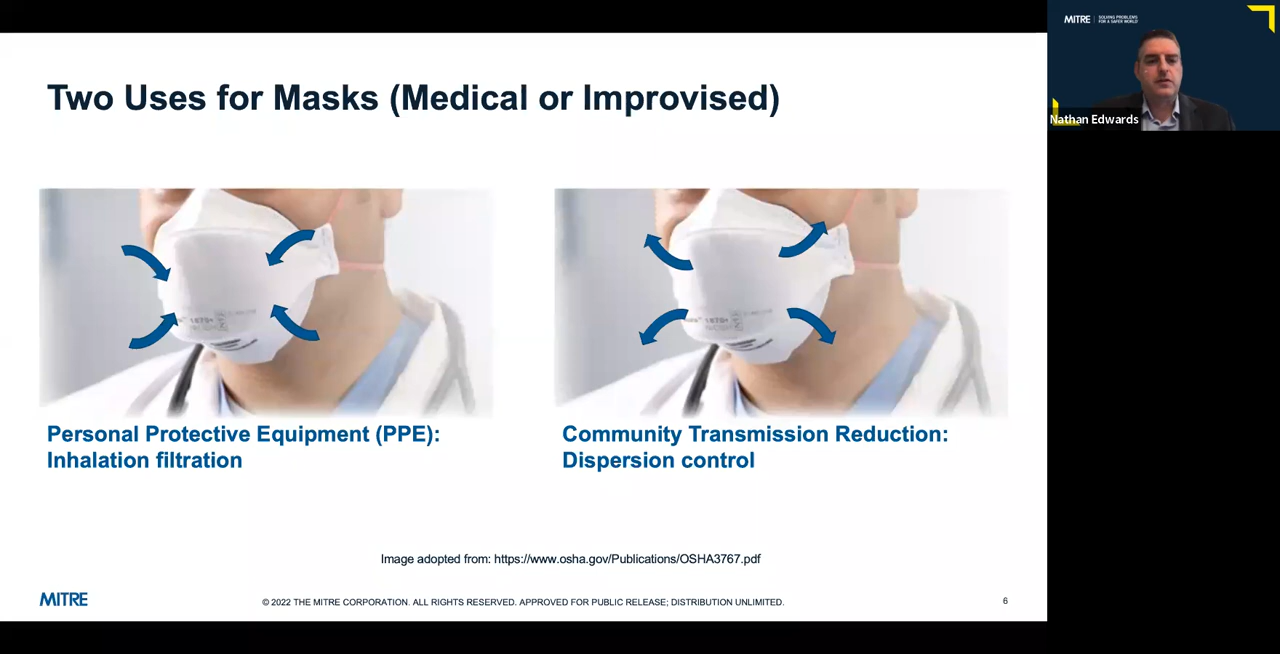 Two Uses for Masks (Medical or Improvised)
Personal Protective Equipment (PPE):
Inhalation filtration
Community Transmission Reduction:
Dispersion control
Image adopted from: https://www.osha.gov/Publications/OSHA3767.pdf
MITRE
© 2022 THE MITRE CORPORATION. ALL RIGHTS RESERVED. APPROVED FOR PUBLIC RELEASE; DISTRIBUTION UNLIMITED.
6
MITRE
SOLVING PROBLEMS
FOR A SAFER WORLD
Nathan Edwards